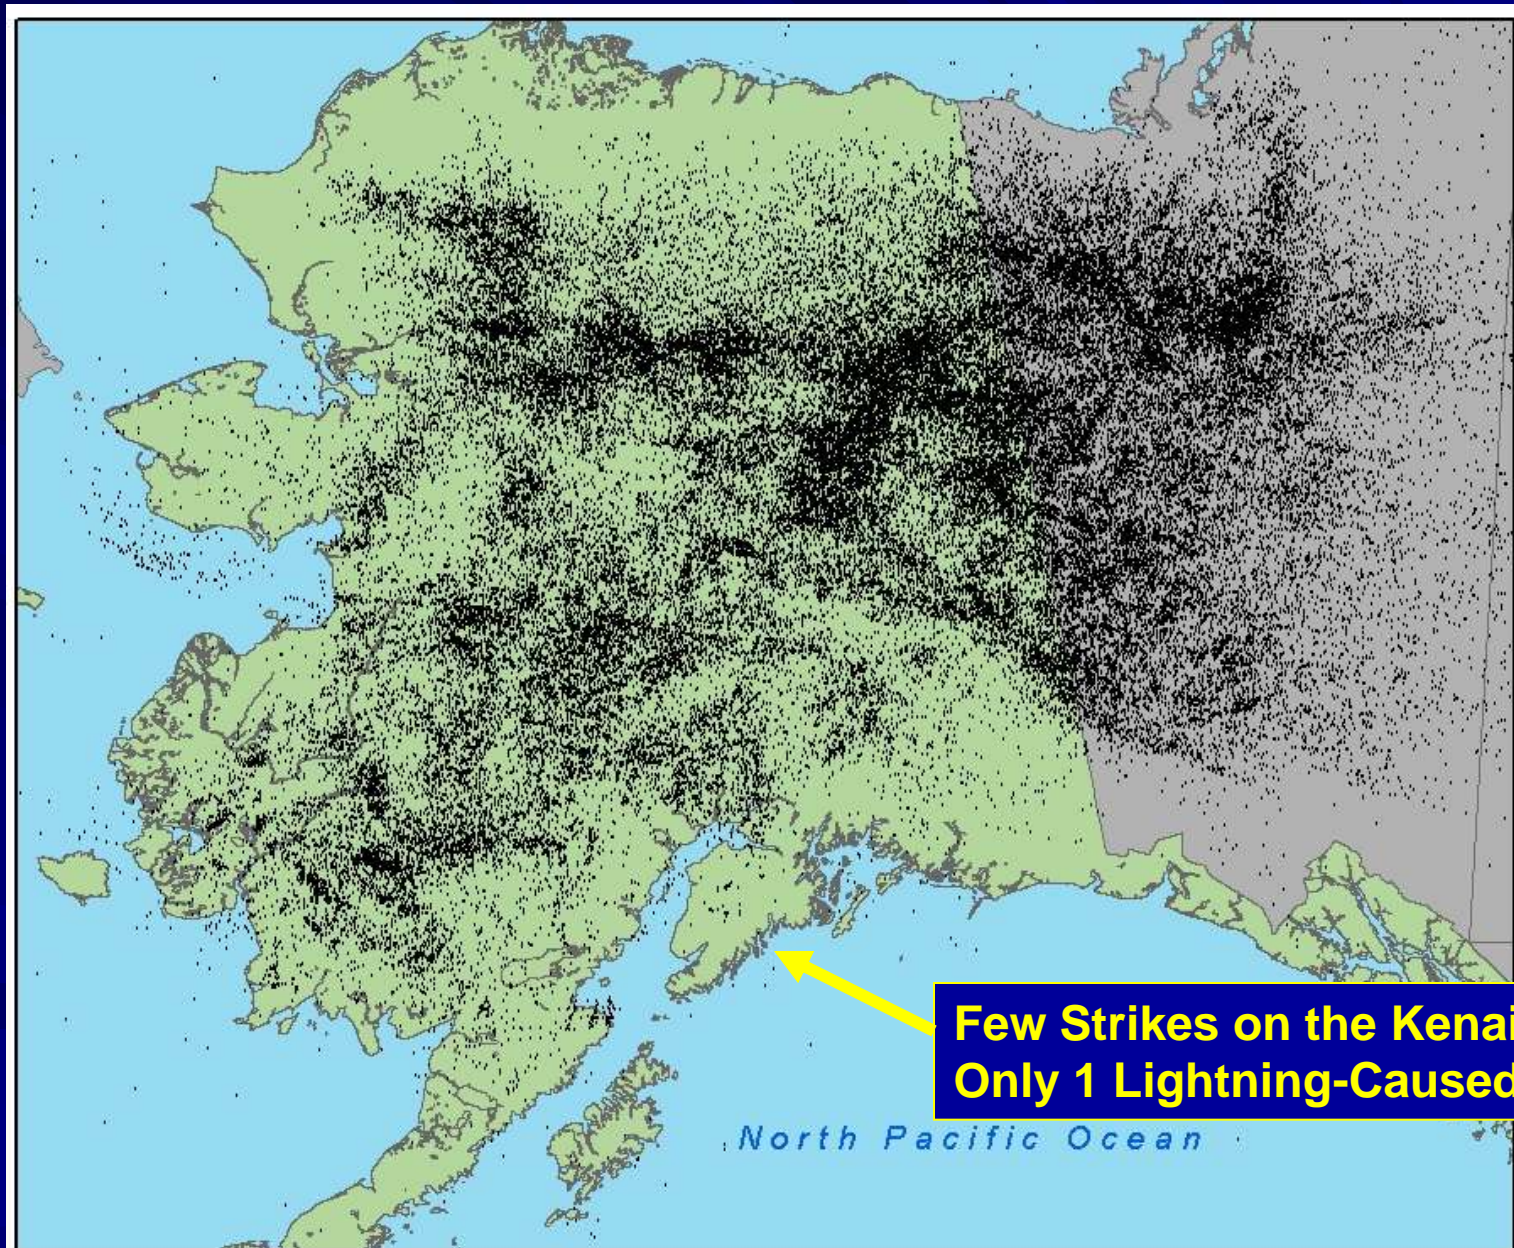 Few Strikes on the Kenai
Only 1 Lightning-Caused
North Pacific Ocean